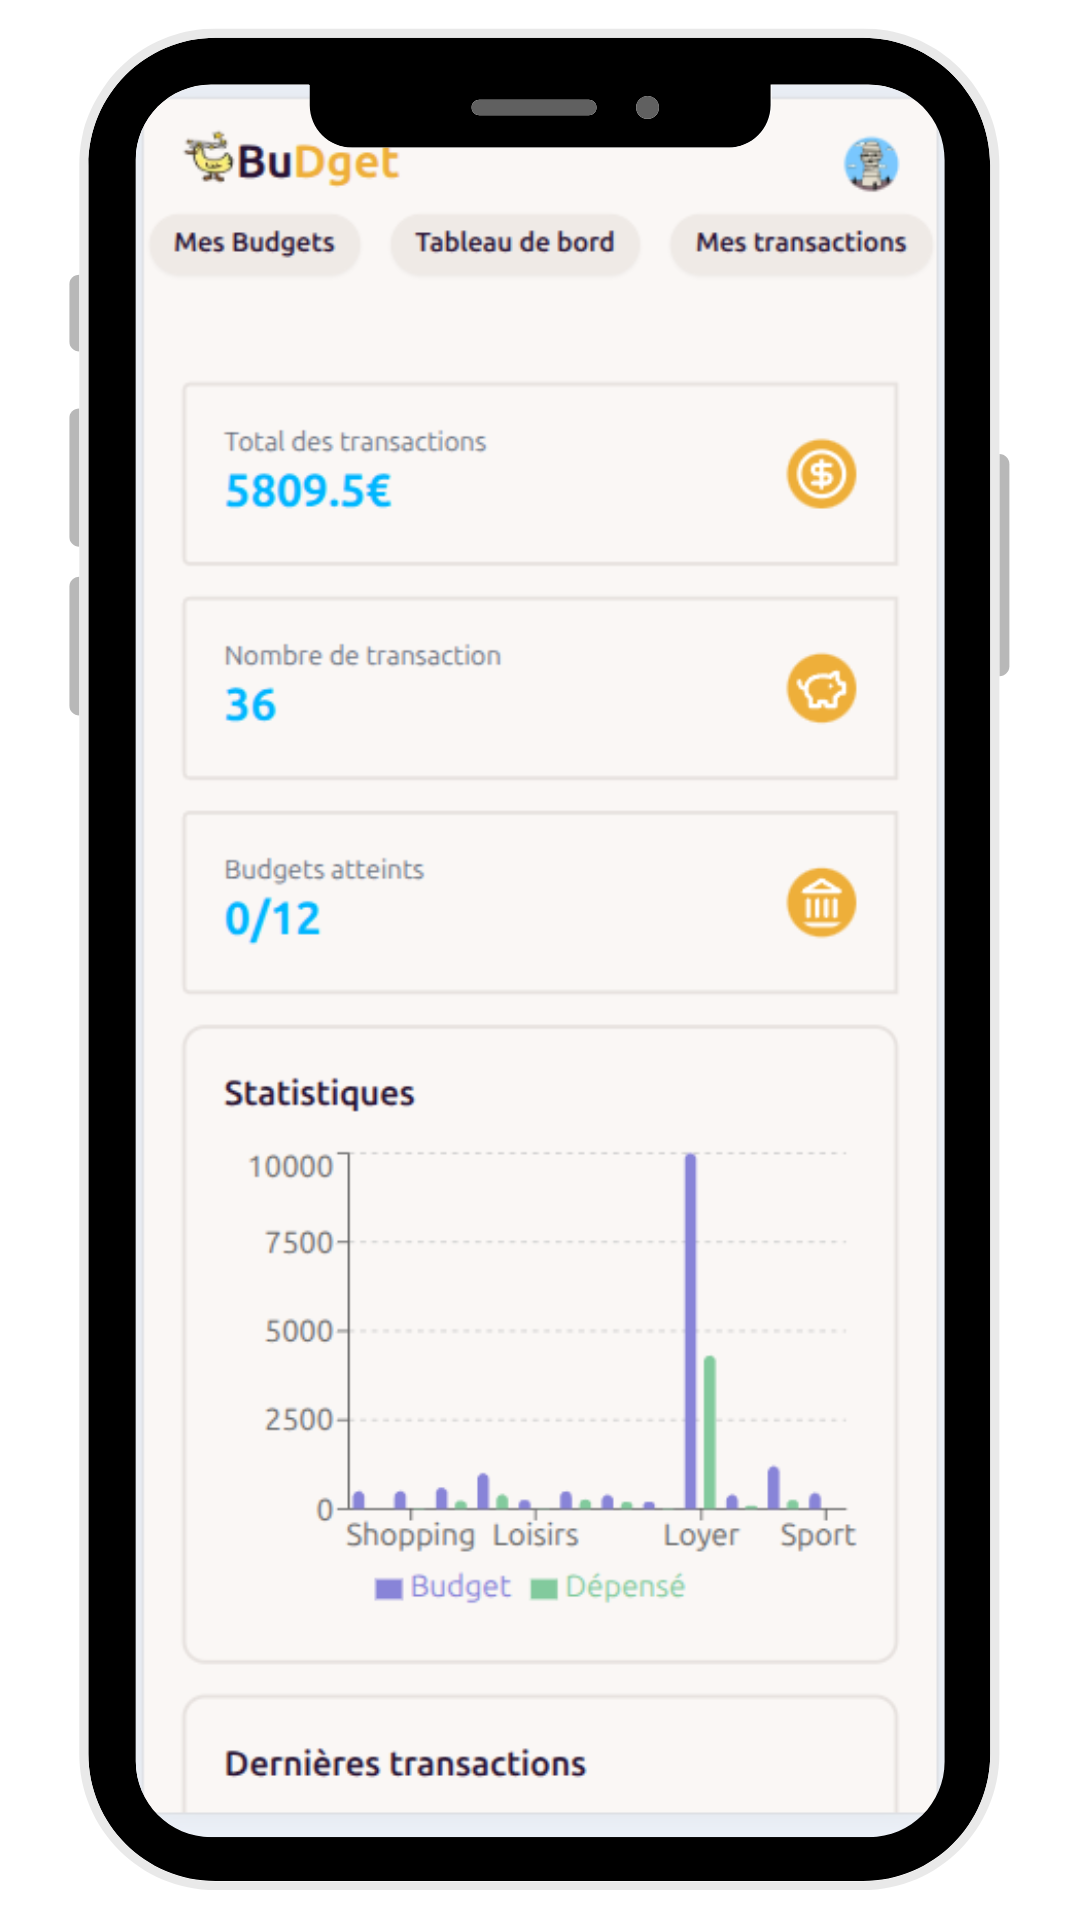 BuDget
Mes Budgets Tableau de bord Mes transactions
Total des transactions
5809.5€
Nombre de transaction
36
Budgets atteints
0/12
Statistiques
10000
7500
5000
2500
0
Shopping Loisirs Loyer Sport
Budget Dépensé
Dernières transactions